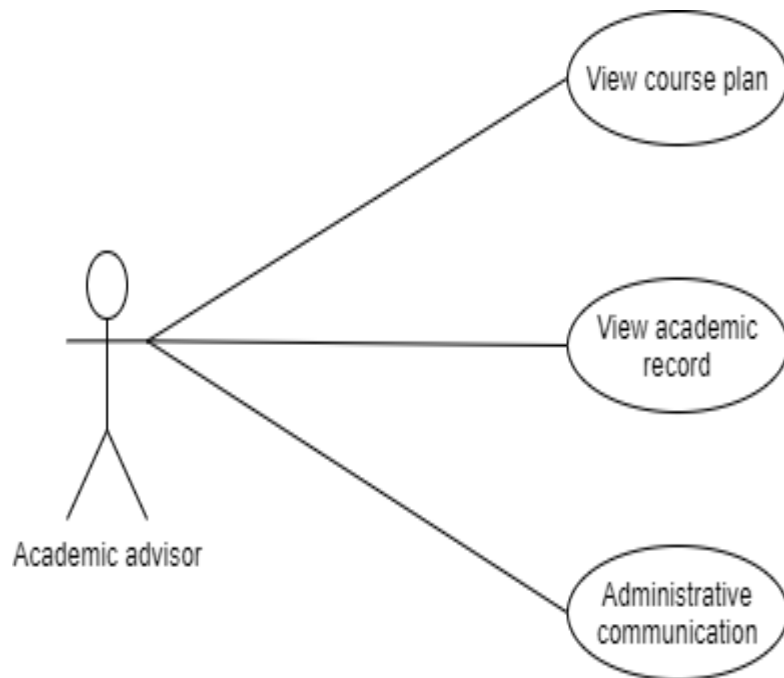 View course plan
View academic
record
Academic advisor
Administrative
communication